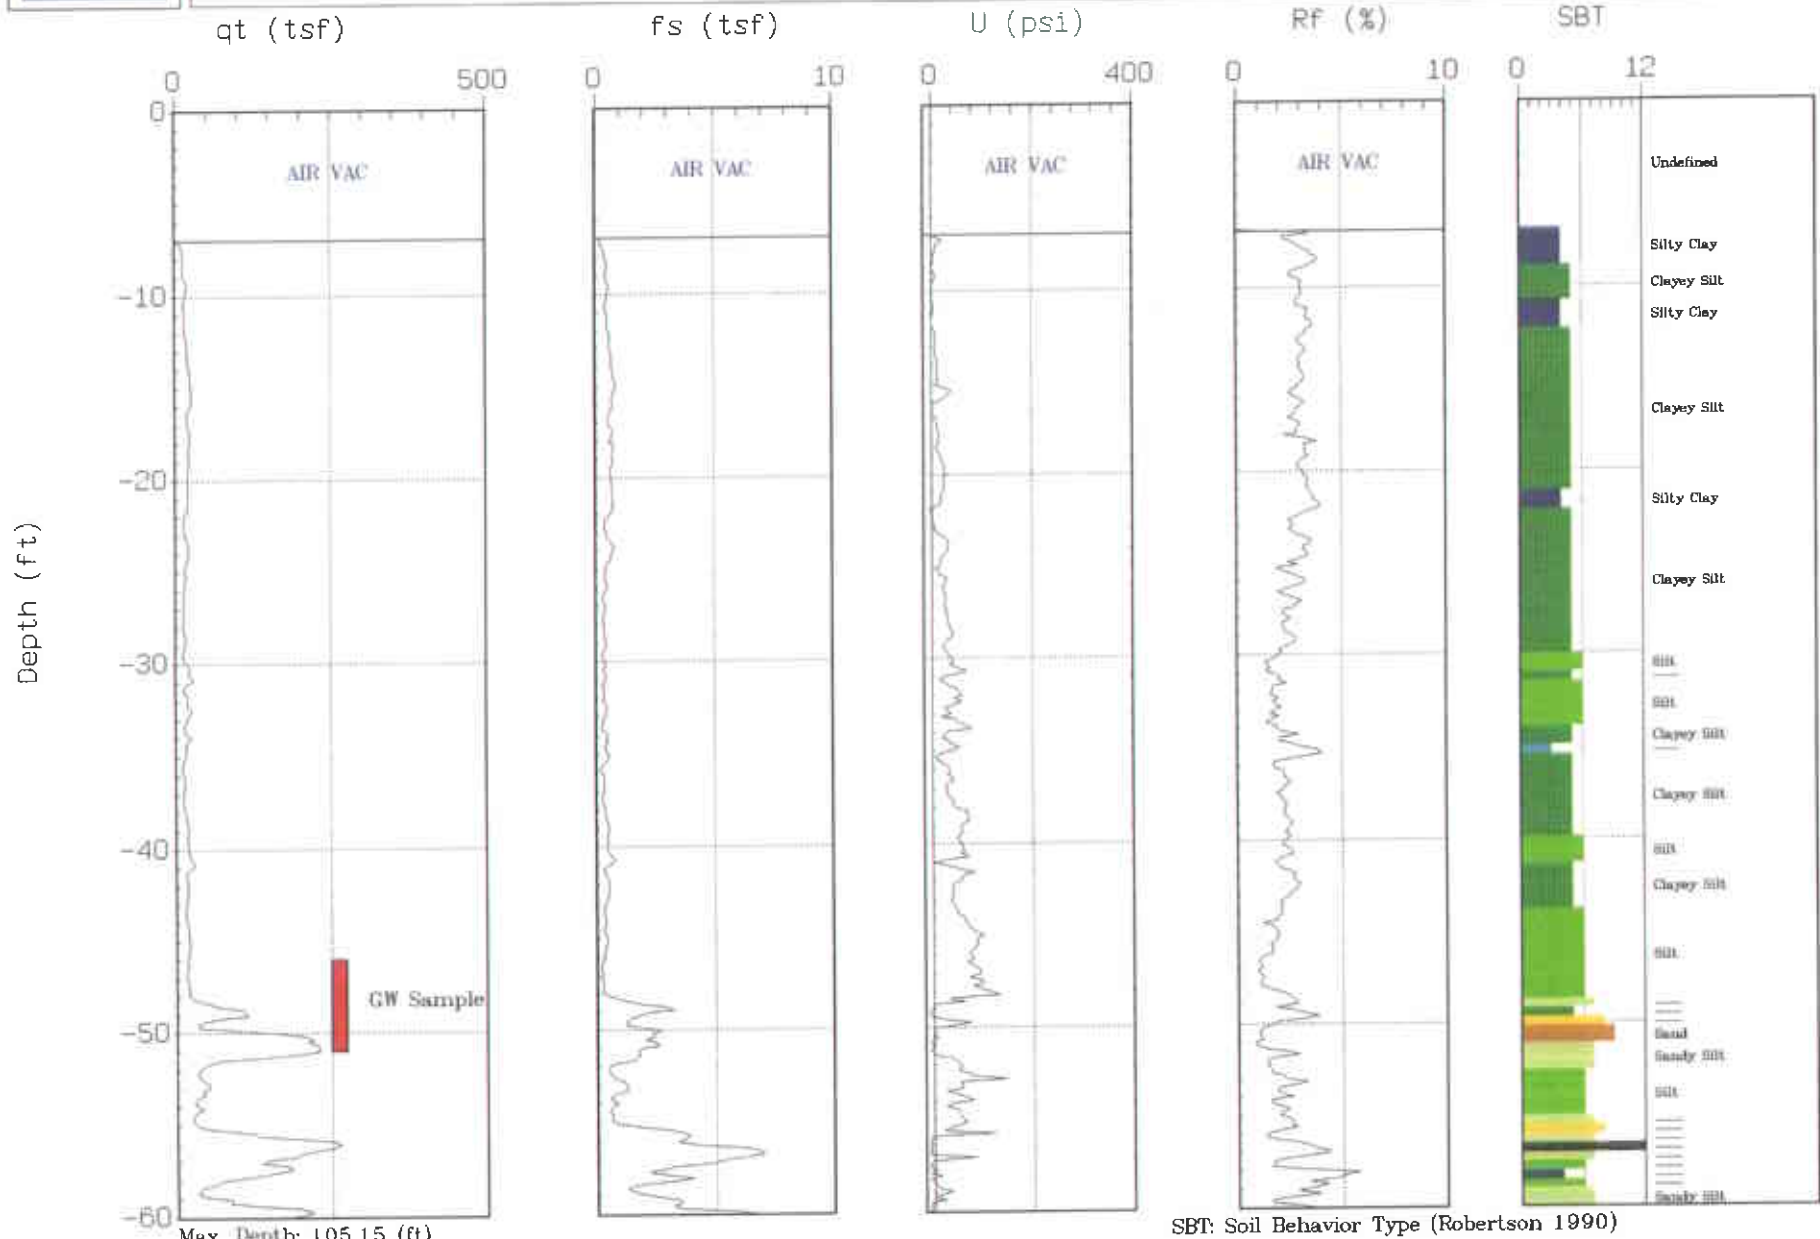 qt (tsf)
fs (tsf)
U (psi)
Rf (%)
SBT
0 500
0 10
0 400
0 10
0 12
0
AIR VAC
AIR VAC
AIR VAC
AIR VAC
Undefined
Silty Clay
-10
Clayey Silt
Silty Clay
Clayey Silt
-20
Silty Clay
Depth (ft)
Clayey Silt
-30
Silt
Silt
Clayey Silt
Clayey Silt
-40
Silt
Clayey Silt
Silt
GW Sample
-50
Sand
Sandy Silt
Silt
Sandy Silt
-60
Max. Depth: 105.15 (ft)
SBT: Soil Behavior Type (Robertson 1990)